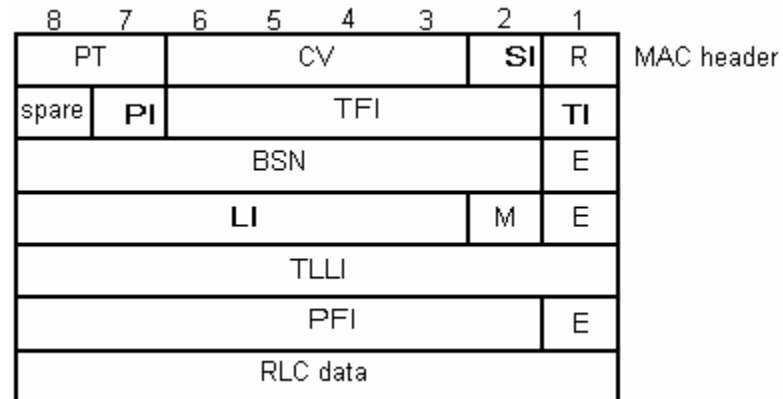 8 7 6 5 4 3 2 1
PT CV SI R MAC header
spare PI TFI TI
BSN E
LI M E
TLLI
PFI E
RLC data